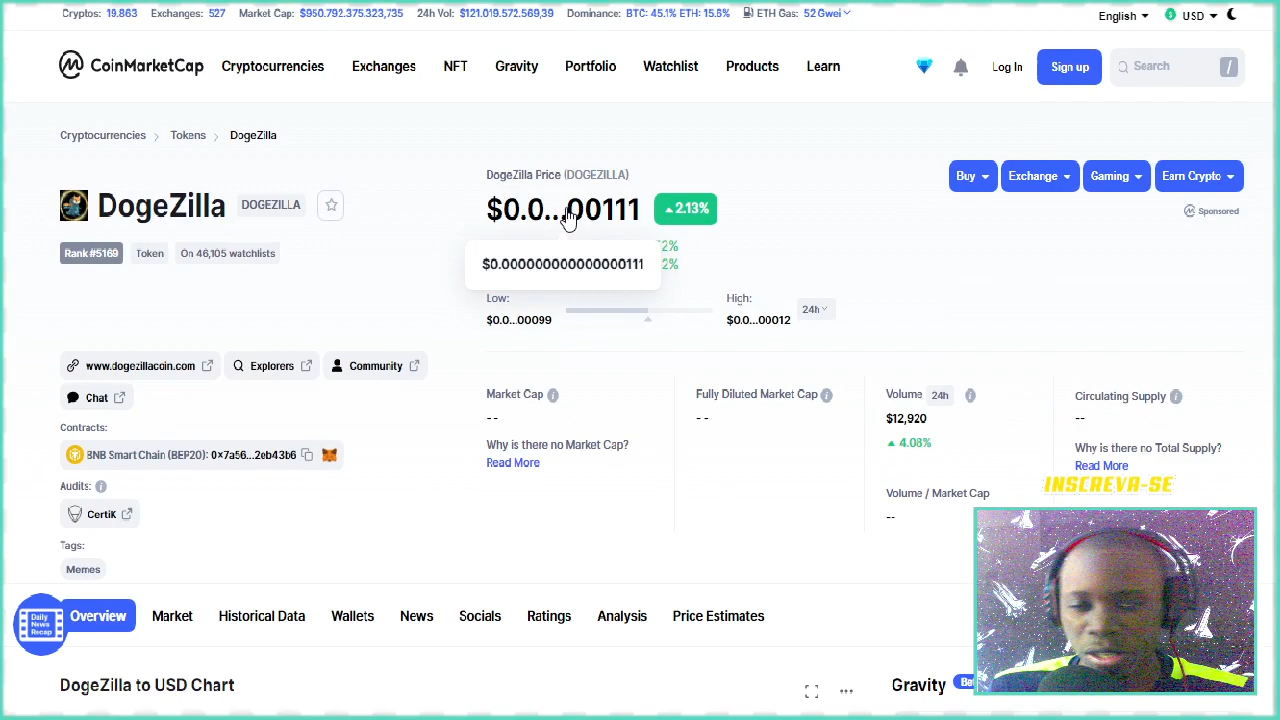 Cryptos: 19.863 Exchanges: 527 Market Cap: $950.792.375.323,735 24h Vol: $121.019.572.569,39 Dominance: BTC: 45.1% ETH: 15.6% ETH Gas: 52 Gwei English USD
CoinMarketCap Cryptocurrencies Exchanges NFT Gravity Portfolio Watchlist Products Learn Log In Sign up Search /
Cryptocurrencies > Tokens > DogeZilla
DogeZilla Price (DOGEZILLA)
Buy Exchange Gaming Earn Crypto
DogeZilla DOGEZILLA
$0.0...00111 2.13%
Sponsored
Rank #5169 Token On 46,105 watchlists
2%
$0.000000000000000111 2%
Low: High: 24h
$0.0...00099 $0.0...00012
www.dogezillacoin.com Explorers Community
Chat
Market Cap Fully Diluted Market Cap Volume 24h Circulating Supply
-- -- $12,920 --
Contracts:
Why is there no Market Cap? 4.08% Why is there no Total Supply?
BNB Smart Chain (BEP20): 0x7a56...2eb43b6
Read More Read More
Audits:
INSCREVA-SE
Volume / Market Cap
CertiK
--
Tags:
Memes
Daily News Recap
Overview Market Historical Data Wallets News Socials Ratings Analysis Price Estimates
DogeZilla to USD Chart
Gravity